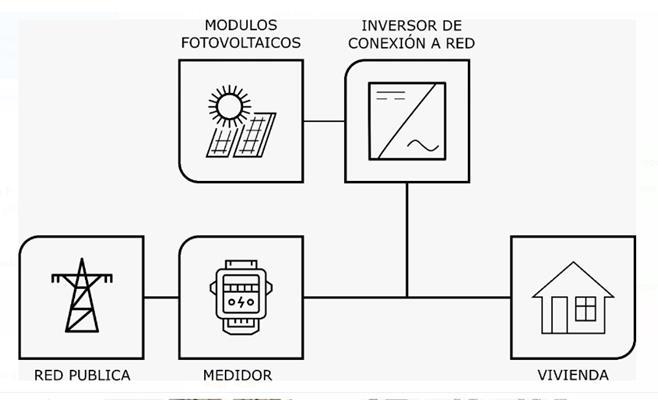 MODULOS
FOTOVOLTAICOS
INVERSOR DE
CONEXIÓN A RED
RED PUBLICA
MEDIDOR
VIVIENDA